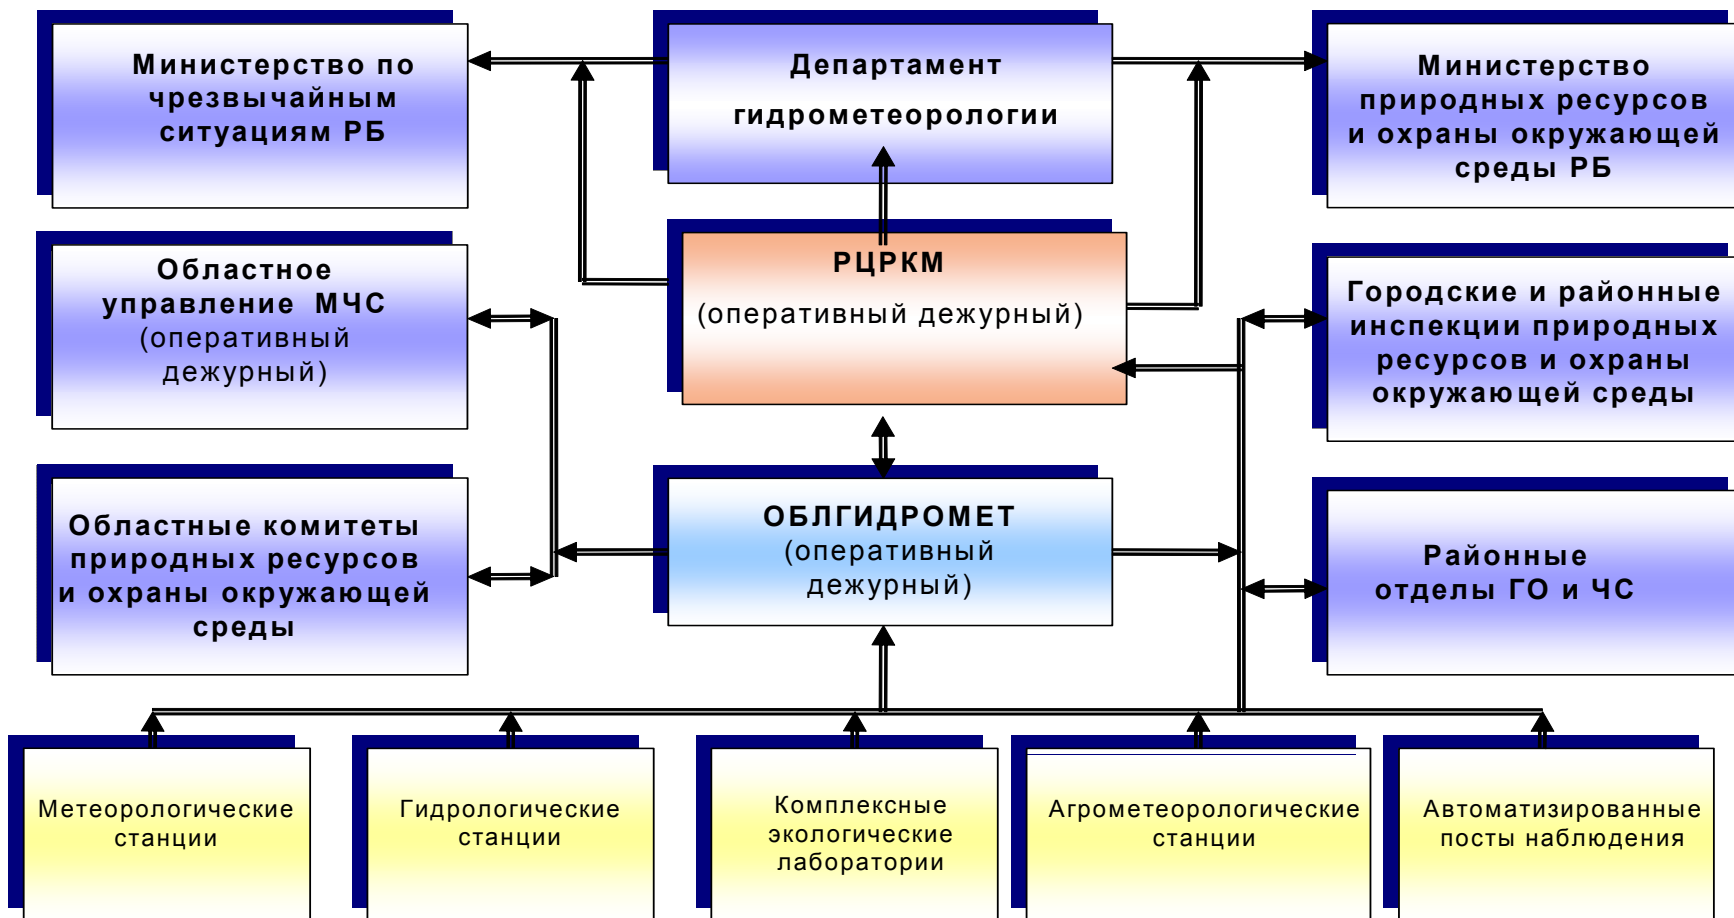 Министерство по
чрезвычайным
ситуациям РБ
Департамент
гидрометеорологии
Министерство
природных ресурсов
и охраны окружающей
среды РБ
Областное
управление МЧС
(оперативный
дежурный)
РЦРКМ
(оперативный дежурный)
Городские и районные
инспекции природных
ресурсов и охраны
окружающей среды
Областные комитеты
природных ресурсов
и охраны окружающей
среды
ОБЛГИДРОМЕТ
(оперативный
дежурный)
Районные
отделы ГО и ЧС
Метеорологические
станции
Гидрологические
станции
Комплексные
экологические
лаборатории
Агрометеорологические
станции
Автоматизированные
посты наблюдения